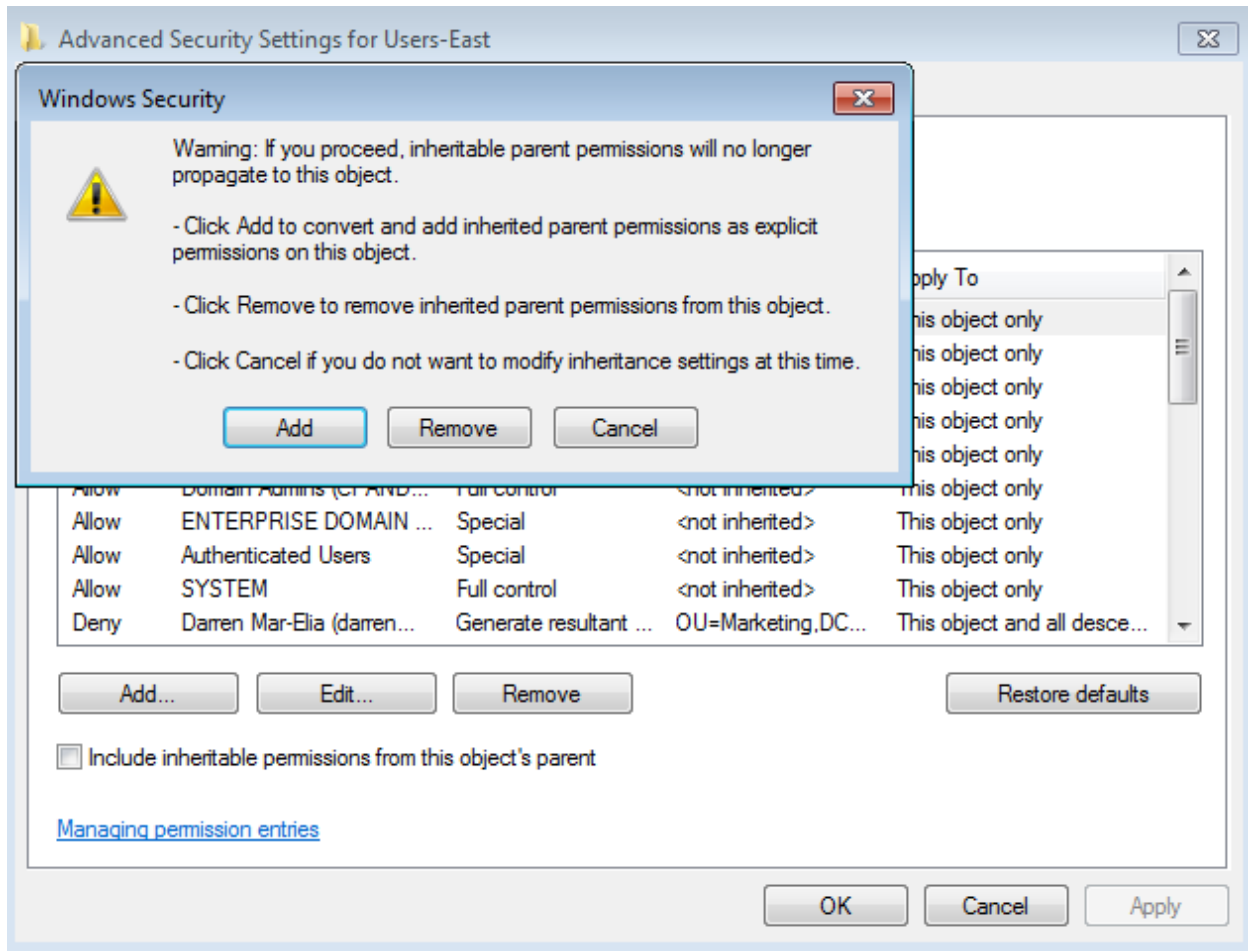 Advanced Security Settings for Users-East
Windows Security
Warning: If you proceed, inheritable parent permissions will no longer
propagate to this object.
- Click Add to convert and add inherited parent permissions as explicit
permissions on this object.
- Click Remove to remove inherited parent permissions from this object.
- Click Cancel if you do not want to modify inheritance settings at this time.
Add Remove Cancel
To
object only
object only
object only
object only
object only
Allow Domain Admins Full control <not inherited> This object only
Allow ENTERPRISE DOMAIN ... Special <not inherited> This object only
Allow Authenticated Users Special <not inherited> This object only
Allow SYSTEM Full control <not inherited> This object only
Deny Darren Mar-Elia (darren... Generate resultant ... OU=Marketing,DC... This object and all desce...
Add... Edit... Remove Restore defaults
Include inheritable permissions from this object's parent
Managing permission entries
OK Cancel Apply